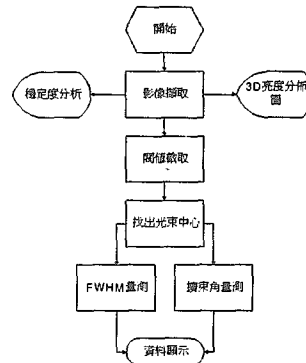 開始
穩定度分析
影像擷取
3D亮度分佈
圖
閥值截取
找出光束中心
FWHM量測
擴束角量測
資料顯示